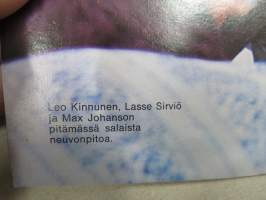 Leo Kinnunen, Lasse Sirviö
ja Max Johanson
pitämässä salaista
neuvonpitoa.